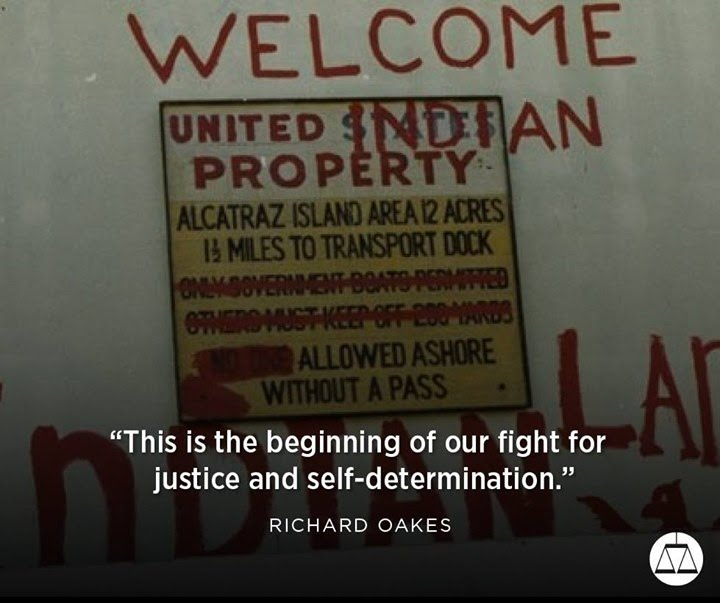 WELCOME
UNITED STATES INDIAN
PROPERTY
ALCATRAZ ISLAND AREA 12 ACRES
1½ MILES TO TRANSPORT DOCK
ONLY GOVERNMENT BOATS PERMITTED
OTHERS MUST KEEP OFF 200 YARDS
NO ONE ALLOWED ASHORE
WITHOUT A PASS
INDIAN
“This is the beginning of our fight for
justice and self-determination.”
RICHARD OAKES